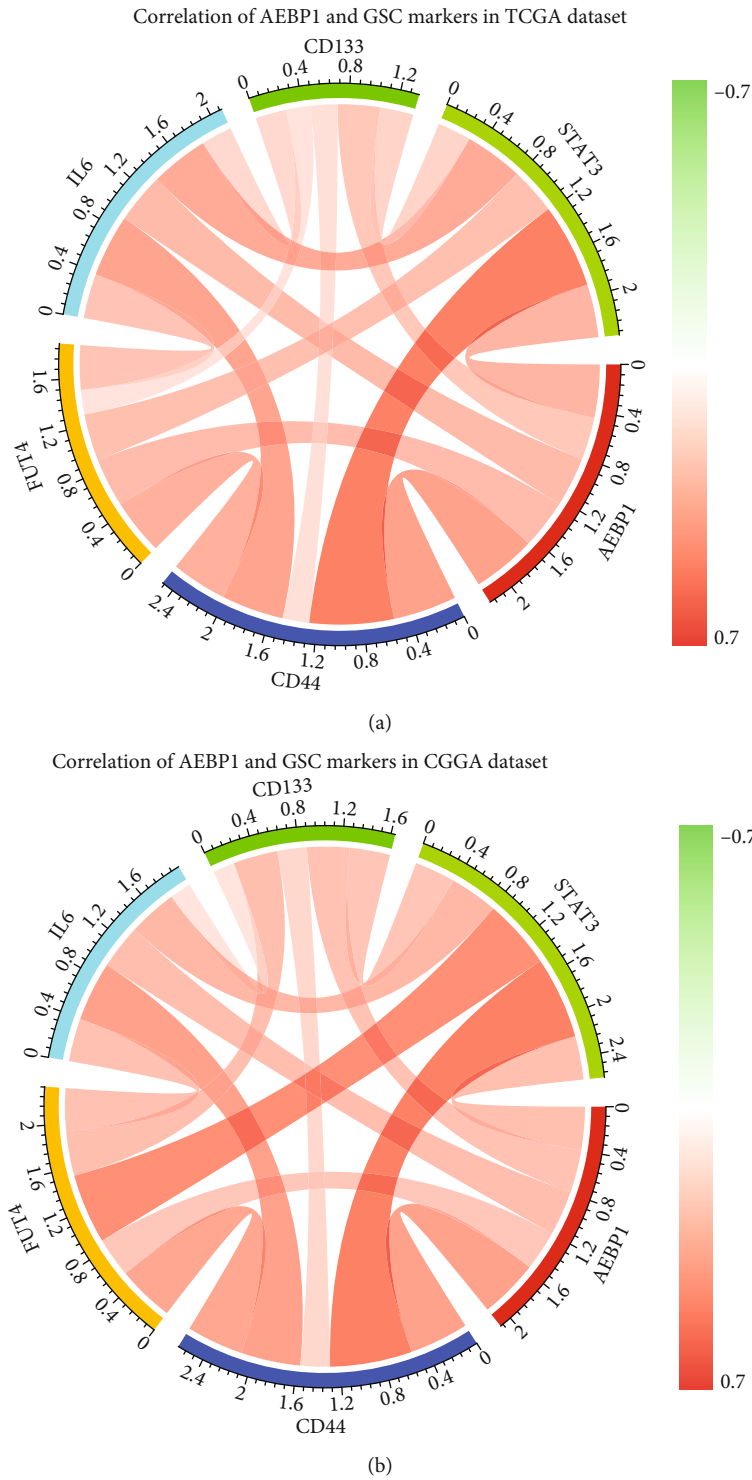 Correlation of AEBP1 and GSC markers in TCGA dataset
CD133
0 0.4 0.8 1.2
STAT3
0 0.4 0.8 1.2 1.6 2
AEBP1
0 0.4 0.8 1.2 1.6 2
CD44
0 0.4 0.8 1.2 1.6 2 2.4
FUT4
0 0.4 0.8 1.2 1.6
IL6
0 0.4 0.8 1.2 1.6 2
–0.7
0.7
(a)
Correlation of AEBP1 and GSC markers in CGGA dataset
CD133
0 0.4 0.8 1.2 1.6
STAT3
0 0.4 0.8 1.2 1.6 2 2.4
AEBP1
0 0.4 0.8 1.2 1.6 2
CD44
0 0.4 0.8 1.2 1.6 2 2.4
FUT4
0 0.4 0.8 1.2 1.6 2
IL6
0 0.4 0.8 1.2 1.6
–0.7
0.7
(b)